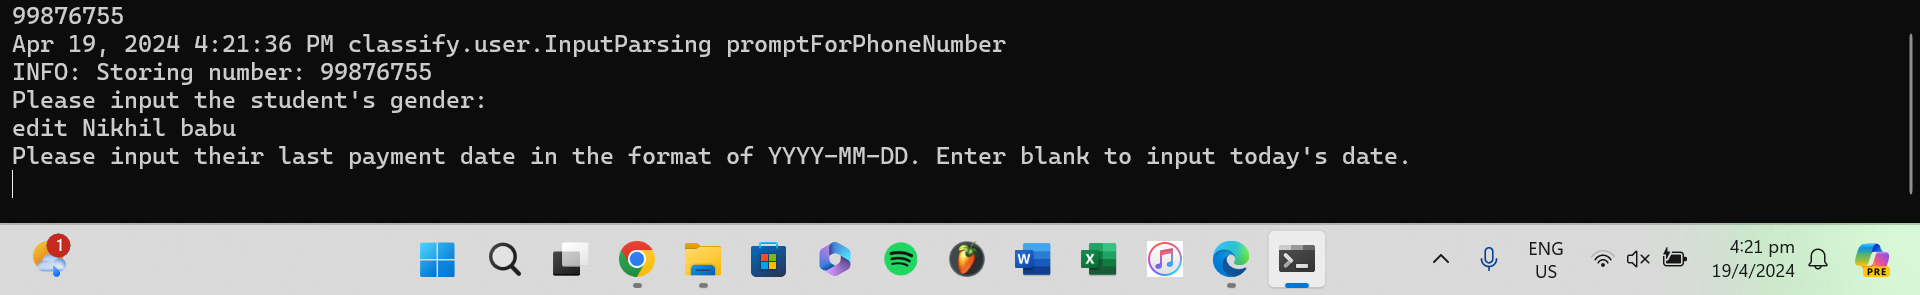 99876755
Apr 19, 2024 4:21:36 PM classify.user.InputParsing promptForPhoneNumber
INFO: Storing number: 99876755
Please input the student's gender:
edit Nikhil babu
Please input their last payment date in the format of YYYY-MM-DD. Enter blank to input today's date.
1
W
X
ENG
US
4:21 pm
19/4/2024
PRE